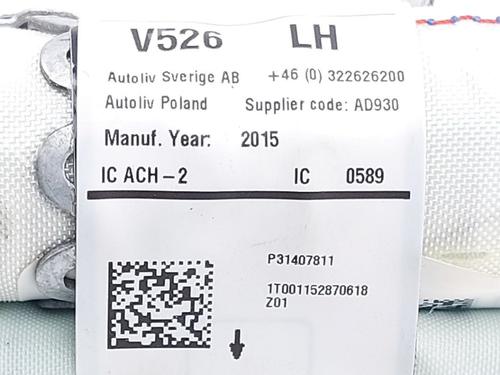 V526 LH
Autoliv Sverige AB +46 (0) 322626200
Autoliv Poland Supplier code: AD930
Manuf. Year: 2015
IC ACH-2 IC 0589
P31407811
1T001152870618
Z01